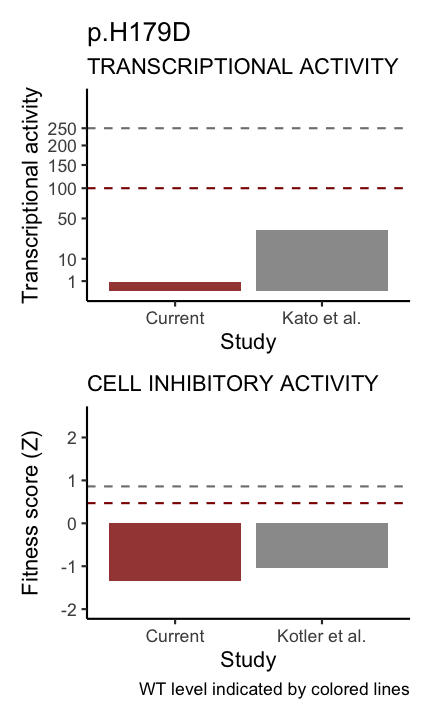 p.H179D
TRANSCRIPTIONAL ACTIVITY
Transcriptional activity
250
200
150
100
50
10
1
Current
Kato et al.
Study
CELL INHIBITORY ACTIVITY
Fitness score (Z)
2
1
0
-1
-2
Current
Kotler et al.
Study
WT level indicated by colored lines